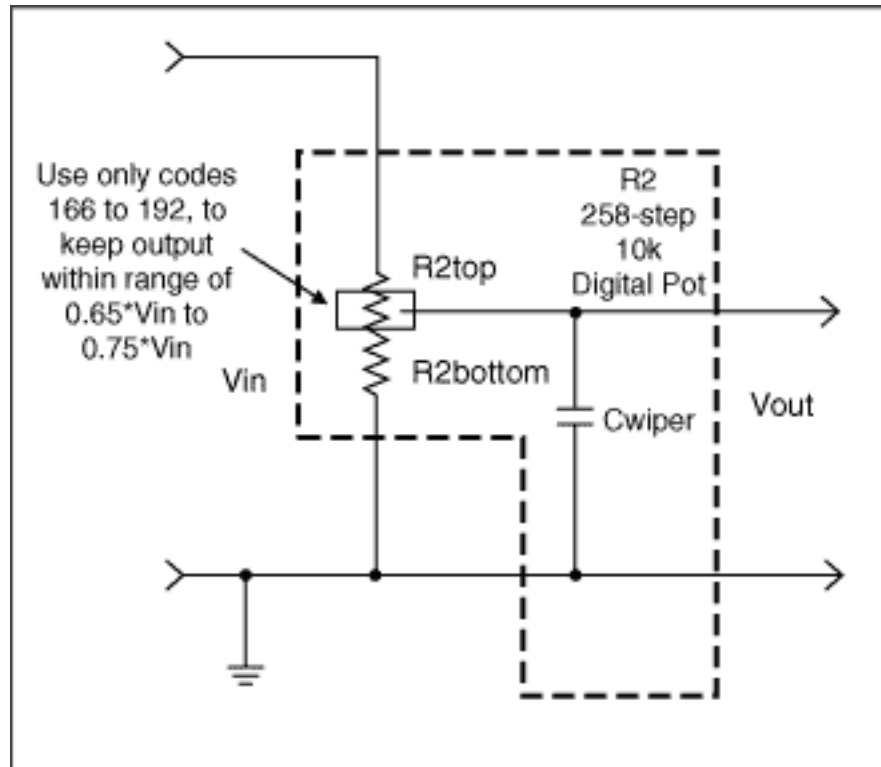 Use only codes
166 to 192, to
keep output
within range of
0.65*Vin to
0.75*Vin
R2
258-step
10k
Digital Pot
R2top
R2bottom
Vin
Cwiper
Vout